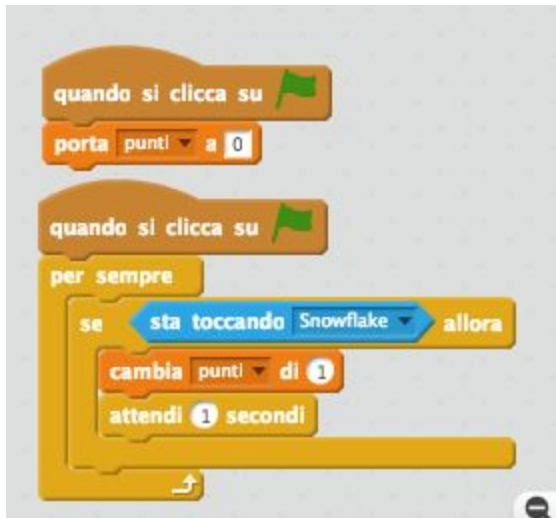 quando si clicca su
porta punti a 0
quando si clicca su
per sempre
se sta toccando Snowflake allora
cambia punti di 1
attendi 1 secondi